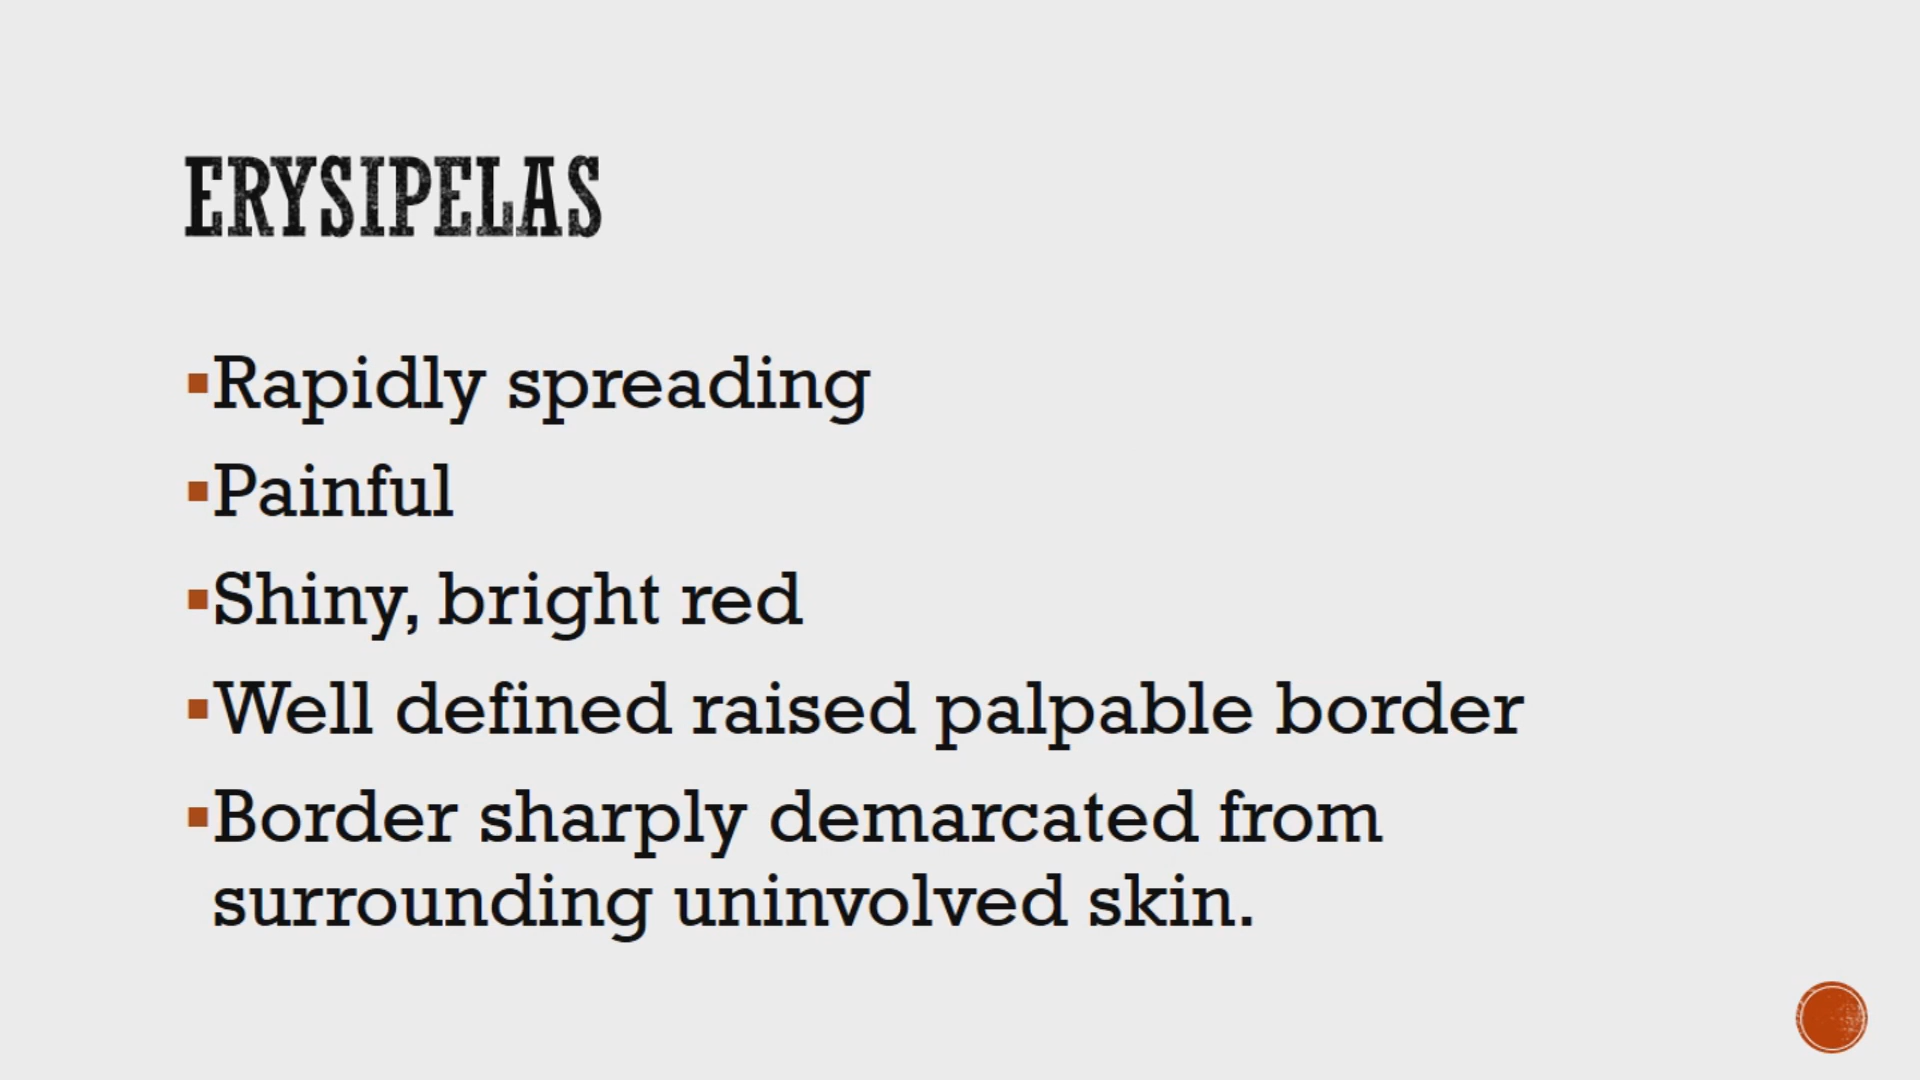 ERYSIPELAS
▪Rapidly spreading
▪Painful
▪Shiny, bright red
▪Well defined raised palpable border
▪Border sharply demarcated from
surrounding uninvolved skin.